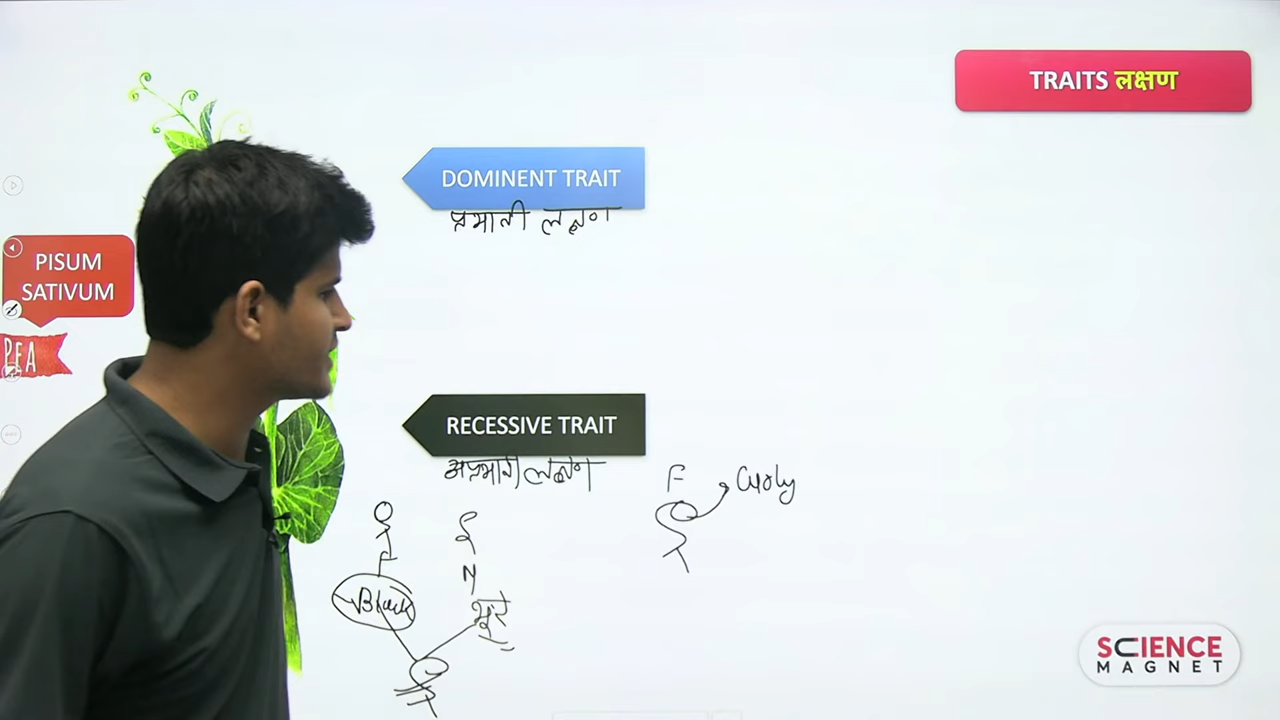 TRAITS लक्षण
DOMINENT TRAIT
प्रभावी लक्षण
PISUM
SATIVUM
PEA
RECESSIVE TRAIT
अप्रभावी लक्षण
F
Curly
F
Black
N
भूरे
SCIENCE
MAGNET